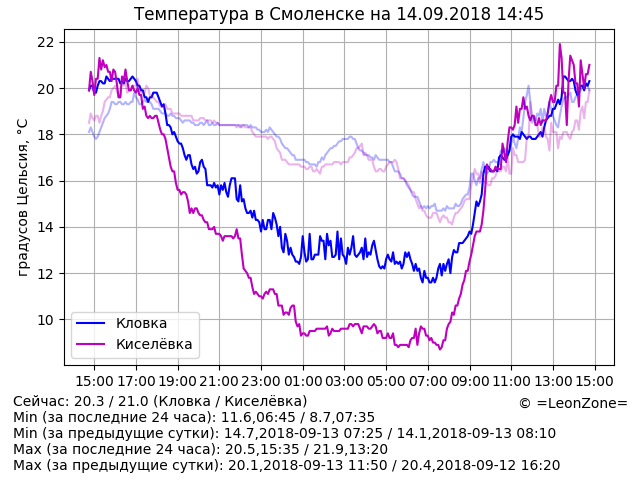 Температура в Смоленске на 14.09.2018 14:45
градусов Цельсия, °C
22
20
18
16
14
12
10
Кловка
Киселёвка
15:00 17:00 19:00 21:00 23:00 01:00 03:00 05:00 07:00 09:00 11:00 13:00 15:00
Сейчас: 20.3 / 21.0 (Кловка / Киселёвка)
© =LeonZone=
Min (за последние 24 часа): 11.6,06:45 / 8.7,07:35
Min (за предыдущие сутки): 14.7,2018-09-13 07:25 / 14.1,2018-09-13 08:10
Max (за последние 24 часа): 20.5,15:35 / 21.9,13:20
Max (за предыдущие сутки): 20.1,2018-09-13 11:50 / 20.4,2018-09-12 16:20